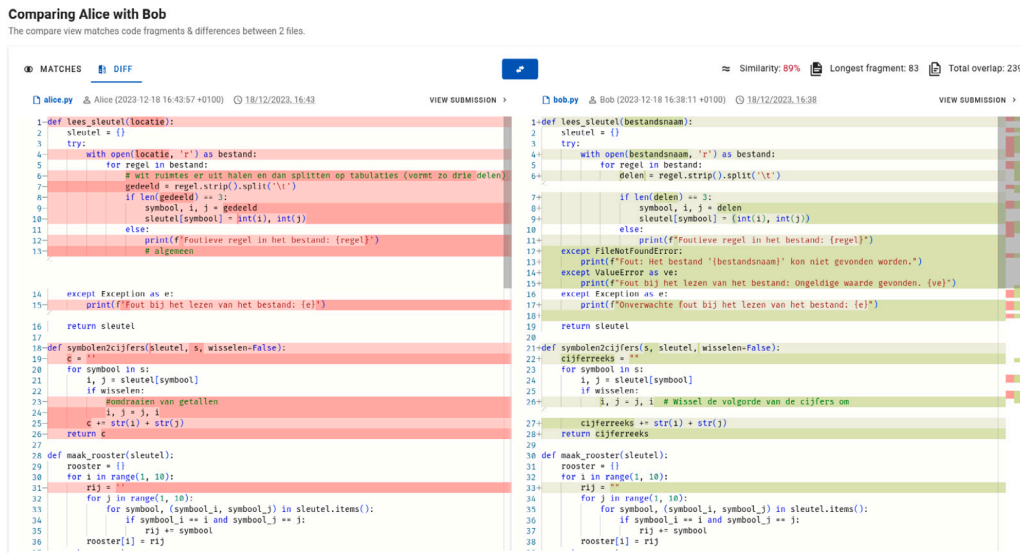 Comparing Alice with Bob
The compare view matches code fragments & differences between 2 files.
MATCHES DIFF
Similarity: 89% Longest fragment: 83 Total overlap: 239
alice.py Alice (2023-12-18 16:43:57 +0100) 18/12/2023, 16:43 VIEW SUBMISSION
1-def lees_sleutel(locatie):
2 sleutel = {}
3 try:
4- with open(locatie, 'r') as bestand:
5 for regel in bestand:
6- # wit ruimtes er uit halen en dan splitten op tabulaties (vormt zo drie delen)
7- gedeeld = regel.strip().split('\t')
8- if len(gedeeld) == 3:
9- symbool, i, j = gedeeld
10- sleutel[symbool] = int(i), int(j)
11 else:
12- print(f'Foutieve regel in het bestand: {regel}')
13- # algemeen
14 except Exception as e:
15- print(f'Fout bij het lezen van het bestand: {e}')
16 return sleutel
17
18-def symbolen2cijfers(sleutel, s, wisselen=False):
19- c = ''
20 for symbool in s:
21 i, j = sleutel[symbool]
22 if wisselen:
23- #omdraaien van getallen
24- i, j = j, i
25- c += str(i) + str(j)
26- return c
27
28 def maak_rooster(sleutel):
29 rooster = {}
30 for i in range(1, 10):
31- rij = ''
32 for j in range(1, 10):
33 for symbool, (symbool_i, symbool_j) in sleutel.items():
34 if symbool_i == i and symbool_j == j:
35 rij += symbool
36 rooster[i] = rij
bob.py Bob (2023-12-18 16:38:11 +0100) 18/12/2023, 16:38 VIEW SUBMISSION
1+def lees_sleutel(bestandsnaam):
2 sleutel = {}
3 try:
4+ with open(bestandsnaam, 'r') as bestand:
5 for regel in bestand:
6+ delen = regel.strip().split('\t')
7+ if len(delen) == 3:
8+ symbool, i, j = delen
9+ sleutel[symbool] = (int(i), int(j))
10 else:
11+ print(f"Foutieve regel in het bestand: {regel}")
12+ except FileNotFoundError:
13+ print(f"Fout: Het bestand '{bestandsnaam}' kon niet gevonden worden.")
14+ except ValueError as ve:
15+ print(f"Fout bij het lezen van het bestand: Ongeldige waarde gevonden. {ve}")
16 except Exception as e:
17+ print(f"Onverwachte fout bij het lezen van het bestand: {e}")
18+
19 return sleutel
20
21+def symbolen2cijfers(s, sleutel, wisselen=False):
22+ cijferreeks = ""
23 for symbool in s:
24 i, j = sleutel[symbool]
25 if wisselen:
26+ i, j = j, i # Wissel de volgorde van de cijfers om
27+ cijferreeks += str(i) + str(j)
28+ return cijferreeks
29
30 def maak_rooster(sleutel):
31 rooster = {}
32 for i in range(1, 10):
33+ rij = ""
34 for j in range(1, 10):
35 for symbool, (symbool_i, symbool_j) in sleutel.items():
36 if symbool_i == i and symbool_j == j:
37 rij += symbool
38 rooster[i] = rij